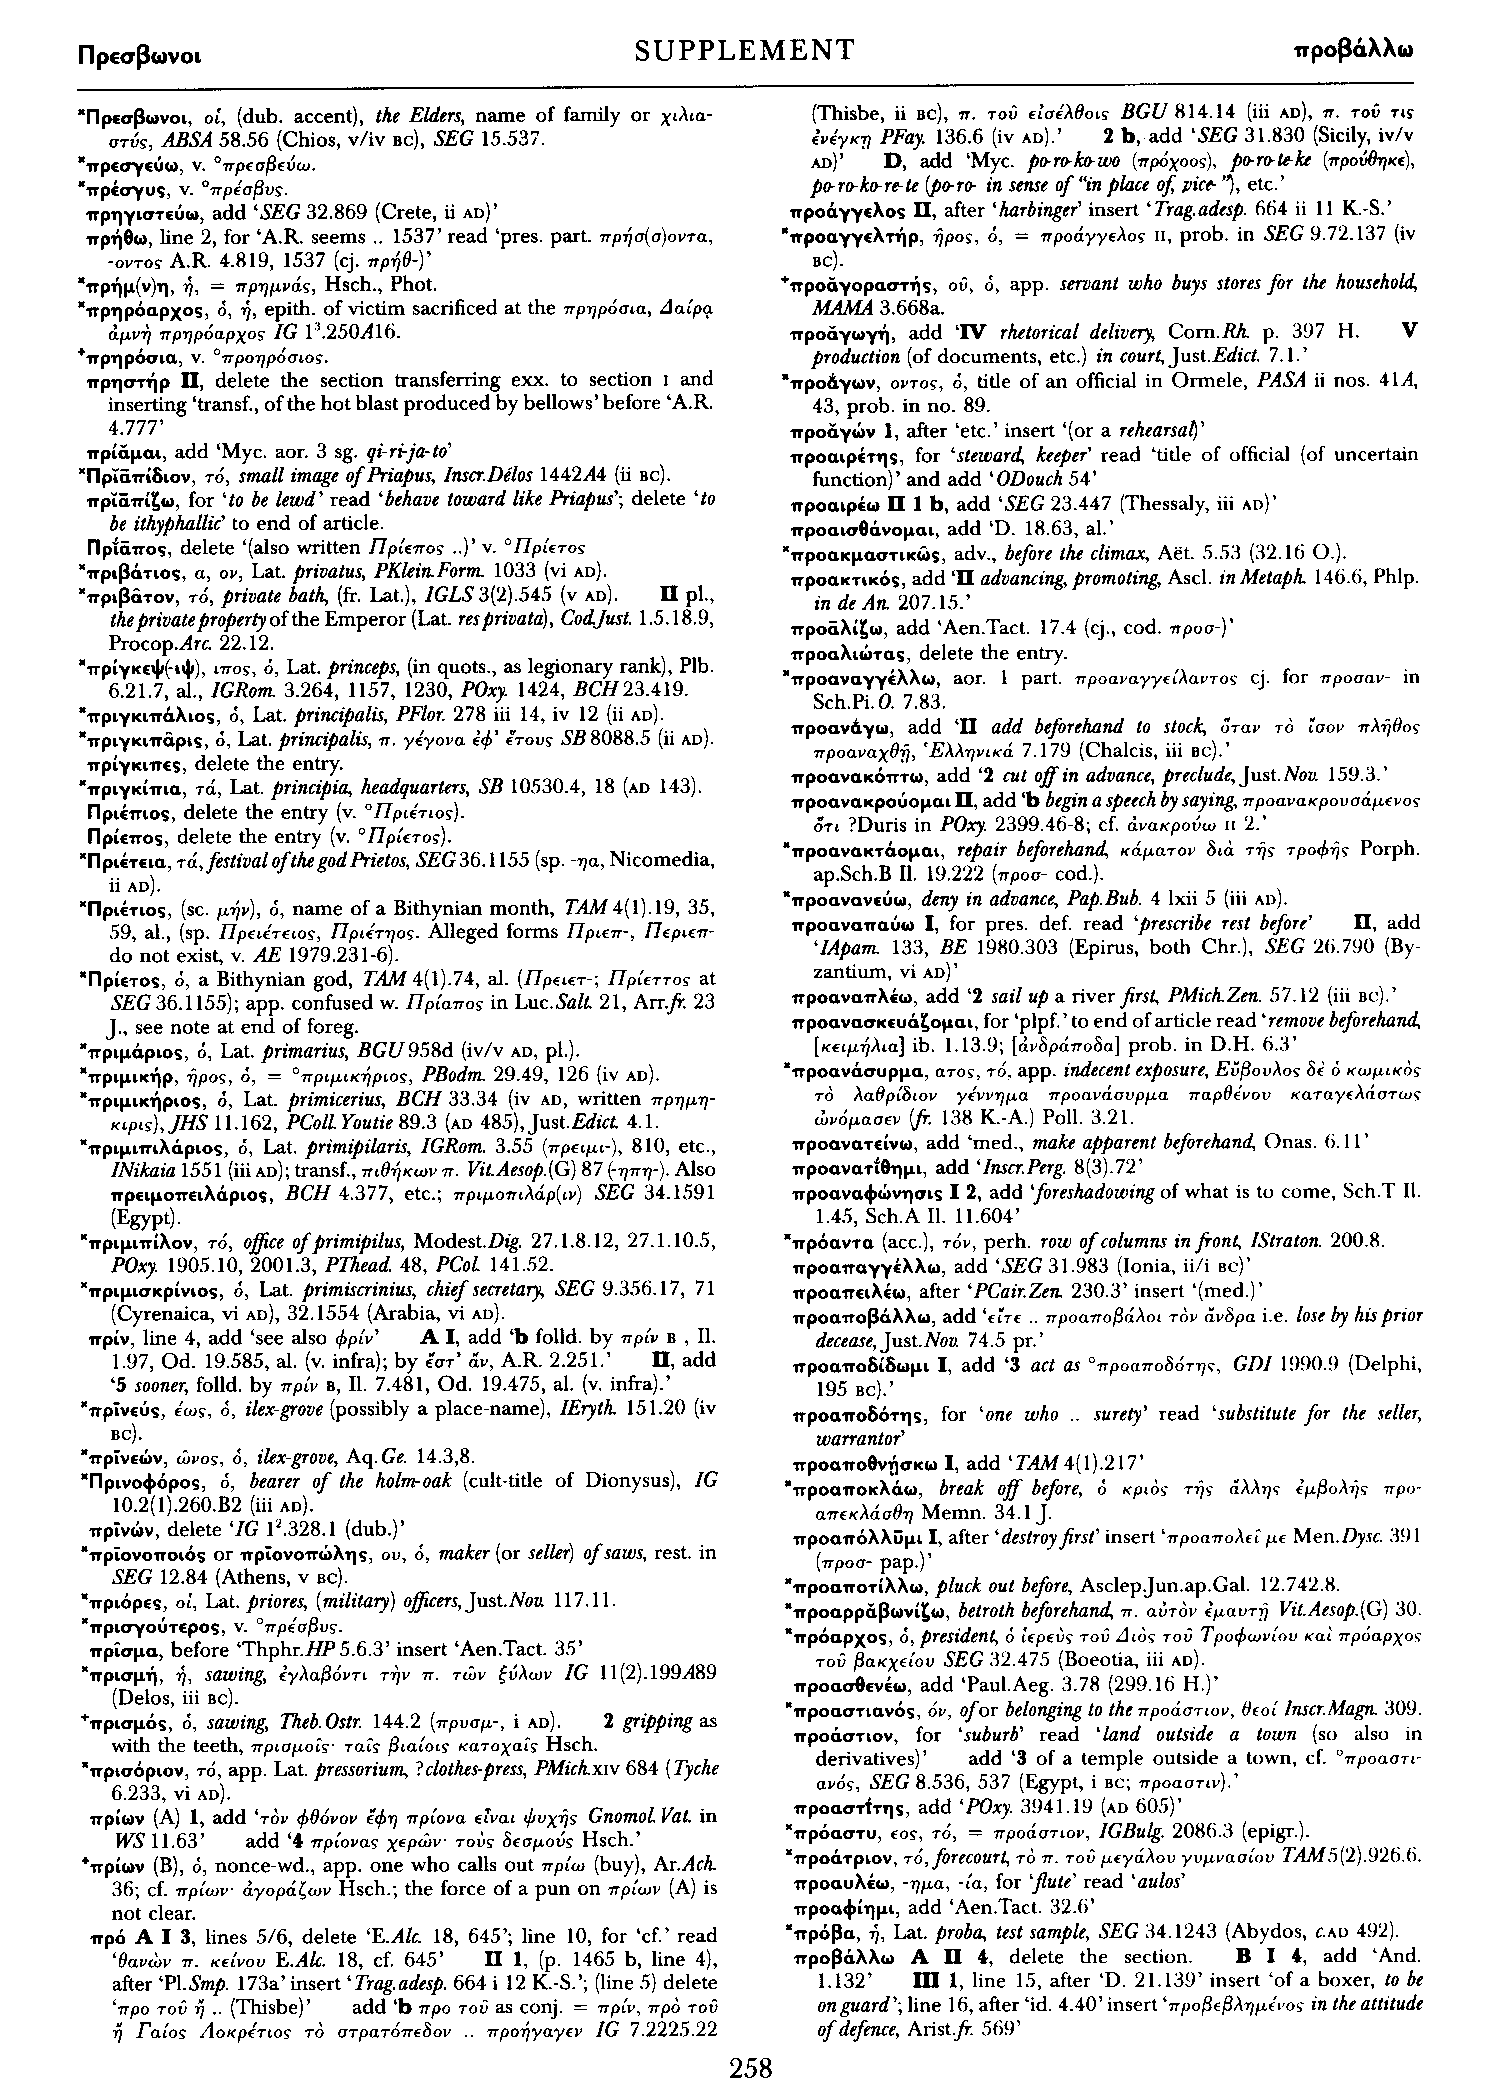 Πρεσβωνοι
SUPPLEMENT
προβάλλω
*Πρεσβωνοι, οἱ, (dub. accent), the Elders, name of family or χιλια-
στύς, ABSA 58.56 (Chios, v/iv BC), SEG 15.537.
*πρεσγεύω, v. °πρεσβεύω.
*πρέσγυς, v. °πρέσβυς.
πρηγιστεύω, add ‘SEG 32.869 (Crete, ii AD)’
πρήθω, line 2, for ‘A.R. seems .. 1537’ read ‘pres. part. πρήσ(σ)οντα,
-οντος A.R. 4.819, 1537 (cj. πρήθ-)’
*πρήμ(ν)η, ἡ, = πρημνάς, Hsch., Phot.
*πρηρόαρχος, ὁ, ἡ, epith. of victim sacrificed at the πρηρόσια, Δαίρᾳ
ἀμνὴ πρηρόαρχος IG 1³.250A16.
⁺πρηρόσια, v. °προηρόσιος.
πρηστήρ II, delete the section transferring exx. to section I and
inserting ‘transf., of the hot blast produced by bellows’ before ‘A.R.
4.777’
πρίᾰμαι, add ‘Myc. aor. 3 sg. qi-ri-ja-to’
*Πρῑᾱπίδιον, τό, small image of Priapus, Inscr.Délos 1442A4 (ii BC).
πρῑᾱπίζω, for ‘to be lewd’ read ‘behave toward like Priapus’; delete ‘to
be ithyphallic’ to end of article.
Πρίᾱπος, delete ‘(also written Πρίεπος ..)’ v. °Πρίετος
*πριβάτιος, α, ον, Lat. privatus, PKlein.Form. 1033 (vi AD).
*πριβᾶτον, τό, private bath, (fr. Lat.), IGLS 3(2).545 (v AD). II pl.,
the private property of the Emperor (Lat. res privata), Cod.Just. 1.5.18.9,
Procop.Arc. 22.12.
*πρίγκεψ(-ιψ), ιπος, ὁ, Lat. princeps, (in quots., as legionary rank), Plb.
6.21.7, al., IGRom. 3.264, 1157, 1230, POxy. 1424, BCH 23.419.
*πριγκιπάλιος, ὁ, Lat. principalis, PFlor. 278 iii 14, iv 12 (ii AD).
*πριγκιπᾶρις, ὁ, Lat. principalis, π. γέγονα ἐφ’ ἔτους SB 8088.5 (ii AD).
πρίγκιπες, delete the entry.
*πριγκίπια, τά, Lat. principia, headquarters, SB 10530.4, 18 (AD 143).
Πριέπιος, delete the entry (v. °Πριέτιος).
Πρίεπος, delete the entry (v. °Πρίετος).
*Πριέτεια, τά, festival of the god Prietos, SEG 36.1155 (sp. -ηα, Nicomedia,
ii AD).
*Πριέτιος, (sc. μήν), ὁ, name of a Bithynian month, TAM 4(1).19, 35,
59, al., (sp. Πρειέτειος, Πριέτηος. Alleged forms Πριεπ-, Περιεπ-
do not exist, v. AE 1979.231-6).
*Πρίετος, ὁ, a Bithynian god, TAM 4(1).74, al. (Πρειετ-; Πρίεττος at
SEG 36.1155); app. confused w. Πρίαπος in Luc.Salt. 21, Arr.fr. 23
J., see note at end of foreg.
*πριμάριος, ὁ, Lat. primarius, BGU 958d (iv/v AD, pl.).
*πριμικήρ, ῆρος, ὁ, = °πριμικήριος, PBodm. 29.49, 126 (iv AD).
*πριμικήριος, ὁ, Lat. primicerius, BCH 33.34 (iv AD, written πρημη-
κιρις), JHS 11.162, PColl.Youtie 89.3 (AD 485), Just.Edict. 4.1.
*πριμιπιλάριος, ὁ, Lat. primipilaris, IGRom. 3.55 (πρειμι-), 810, etc.,
INikaia 1551 (iii AD); transf., πιθήκων π. Vit.Aesop.(G) 87 (-ηπη-). Also
πρειμοπειλάριος, BCH 4.377, etc.; πριμοπιλάρ(ιν) SEG 34.1591
(Egypt).
*πριμιπίλον, τό, office of primipilus, Modest.Dig. 27.1.8.12, 27.1.10.5,
POxy. 1905.10, 2001.3, PThead. 48, PCol. 141.52.
*πριμισκρίνιος, ὁ, Lat. primiscrinius, chief secretary, SEG 9.356.17, 71
(Cyrenaica, vi AD), 32.1554 (Arabia, vi AD).
πρίν, line 4, add ‘see also φρίν’ A I, add ‘b folld. by πρίν B , Il.
1.97, Od. 19.585, al. (v. infra); by ἔστ’ ἄν, A.R. 2.251.’ II, add
‘5 sooner, folld. by πρίν B, Il. 7.481, Od. 19.475, al. (v. infra).’
*πρῑνεύς, έως, ὁ, ilex-grove (possibly a place-name), IEryth. 151.20 (iv
BC).
*πρῑνεών, ῶνος, ὁ, ilex-grove, Aq.Ge. 14.3,8.
*Πρινοφόρος, ὁ, bearer of the holm-oak (cult-title of Dionysus), IG
10.2(1).260.B2 (iii AD).
πρῑνών, delete ‘IG 1².328.1 (dub.)’
*πρῑονοποιός or πρῑονοπώλης, ου, ὁ, maker (or seller) of saws, rest. in
SEG 12.84 (Athens, v BC).
*πριόρες, οἱ, Lat. priores, (military) officers, Just.Nov. 117.11.
*πρισγούτερος, v. °πρέσβυς.
πρῖσμα, before ‘Thphr.HP 5.6.3’ insert ‘Aen.Tact. 35’
*πρισμή, ἡ, sawing, ἐγλαβόντι τὴν π. τῶν ξύλων IG 11(2).199A89
(Delos, iii BC).
⁺πρισμός, ὁ, sawing, Theb.Ostr. 144.2 (πρυσμ-, i AD). 2 gripping as
with the teeth, πρισμοῖς· ταῖς βιαίοις κατοχαῖς Hsch.
*πρισόριον, τό, app. Lat. pressorium, ?clothes-press, PMich.XIV 684 (Tyche
6.233, vi AD).
πρίων (A) 1, add ‘τὸν φθόνον ἔφη πρίονα εἶναι ψυχῆς Gnomol.Vat. in
WS 11.63’ add ‘4 πρίονας χερῶν· τοὺς δεσμούς Hsch.’
⁺πρίων (B), ὁ, nonce-wd., app. one who calls out πρίω (buy), Ar.Ach.
36; cf. πρίων· ἀγοράζων Hsch.; the force of a pun on πρίων (A) is
not clear.
πρό A I 3, lines 5/6, delete ‘E.Alc. 18, 645’; line 10, for ‘cf.’ read
‘θανὼν π. κείνου E.Alc. 18, cf. 645’ II 1, (p. 1465 b, line 4),
after ‘Pl.Smp. 173a’ insert ‘Trag.adesp. 664 i 12 K.-S.’; (line 5) delete
‘προ τοῦ ἤ .. (Thisbe)’ add ‘b προ τοῦ as conj. = πρίν, πρὸ τοῦ
ἢ Γαίος Λοκρέτιος τὸ στρατόπεδον .. προήγαγεν IG 7.2225.22
(Thisbe, ii BC), π. τοῦ εἰσέλθοις BGU 814.14 (iii AD), π. τοῦ τις
ἐνέγκῃ PFay. 136.6 (iv AD).’ 2 b, add ‘SEG 31.830 (Sicily, iv/v
AD)’ D, add ‘Myc. po-ro-ko-wo (πρόχοος), po-ro-te-ke (προύθηκε),
po-ro-ko-re-te (po-ro- in sense of “in place of, vice-”), etc.’
προάγγελος II, after ‘harbinger’ insert ‘Trag.adesp. 664 ii 11 K.-S.’
*προαγγελτήρ, ῆρος, ὁ, = προάγγελος II, prob. in SEG 9.72.137 (iv
BC).
⁺προᾰγοραστής, οῦ, ὁ, app. servant who buys stores for the household,
MAMA 3.668a.
προᾰγωγή, add ‘IV rhetorical delivery, Corn.Rh. p. 397 H. V
production (of documents, etc.) in court, Just.Edict. 7.1.’
*προάγων, οντος, ὁ, title of an official in Ormele, PASA ii nos. 41A,
43, prob. in no. 89.
προᾰγών 1, after ‘etc.’ insert ‘(or a rehearsal)’
προαιρέτης, for ‘steward, keeper’ read ‘title of official (of uncertain
function)’ and add ‘ODouch 54’
προαιρέω II 1 b, add ‘SEG 23.447 (Thessaly, iii AD)’
προαισθάνομαι, add ‘D. 18.63, al.’
*προακμαστικῶς, adv., before the climax, Aët. 5.53 (32.16 O.).
προακτικός, add ‘II advancing, promoting, Ascl. in Metaph. 146.6, Phlp.
in de An. 207.15.’
προᾱλίζω, add ‘Aen.Tact. 17.4 (cj., cod. προσ-)’
προαλιώτας, delete the entry.
*προαναγγέλλω, aor. 1 part. προαναγγείλαντος cj. for προσαν- in
Sch.Pi.O. 7.83.
προανάγω, add ‘II add beforehand to stock, ὅταν τὸ ἴσον πλῆθος
προαναχθῇ, Ἑλληνικά 7.179 (Chalcis, iii BC).’
προανακόπτω, add ‘2 cut off in advance, preclude, Just.Nov. 159.3.’
προανακρούομαι II, add ‘b begin a speech by saying, προανακρουσάμενος
ὅτι ?Duris in POxy. 2399.46-8; cf. ἀνακρούω II 2.’
*προανακτάομαι, repair beforehand, κάματον διὰ τῆς τροφῆς Porph.
ap.Sch.B Il. 19.222 (προσ- cod.).
*προανανεύω, deny in advance, Pap.Bub. 4 lxii 5 (iii AD).
προαναπαύω I, for pres. def. read ‘prescribe rest before’ II, add
‘IApam. 133, BE 1980.303 (Epirus, both Chr.), SEG 26.790 (By-
zantium, vi AD)’
προαναπλέω, add ‘2 sail up a river first, PMich.Zen. 57.12 (iii BC).’
προανασκευάζομαι, for ‘plpf.’ to end of article read ‘remove beforehand,
[κειμήλια] ib. 1.13.9; [ἀνδράποδα] prob. in D.H. 6.3’
*προανάσυρμα, ατος, τό, app. indecent exposure, Εὔβουλος δὲ ὁ κωμικὸς
τὸ λαθρίδιον γέννημα προανάσυρμα παρθένου καταγελάστως
ὠνόμασεν (fr. 138 K.-A.) Poll. 3.21.
προανατείνω, add ‘med., make apparent beforehand, Onas. 6.11’
προανατίθημι, add ‘Inscr.Perg. 8(3).72’
προαναφώνησις I 2, add ‘foreshadowing of what is to come, Sch.T Il.
1.45, Sch.A Il. 11.604’
*πρόαντα (acc.), τόν, perh. row of columns in front, IStraton. 200.8.
προαπαγγέλλω, add ‘SEG 31.983 (Ionia, ii/i BC)’
προαπειλέω, after ‘PCair.Zen. 230.3’ insert ‘(med.)’
προαποβάλλω, add ‘εἴτε .. προαποβάλοι τὸν ἄνδρα i.e. lose by his prior
decease, Just.Nov. 74.5 pr.’
προαποδίδωμι I, add ‘3 act as °προαποδότης, GDI 1990.9 (Delphi,
195 BC).’
προαποδότης, for ‘one who .. surety’ read ‘substitute for the seller,
warrantor’
προαποθνῄσκω I, add ‘TAM 4(1).217’
*προαποκλάω, break off before, ὁ κριὸς τῆς ἄλλης ἐμβολῆς προ-
απεκλάσθη Memn. 34.1 J.
προαπόλλῡμι I, after ‘destroy first’ insert ‘προαπολεῖ με Men.Dysc. 391
(προσ- pap.)’
*προαποτίλλω, pluck out before, Asclep.Jun.ap.Gal. 12.742.8.
*προαρρᾰβωνίζω, betroth beforehand, π. αὐτὸν ἐμαυτῇ Vit.Aesop.(G) 30.
*πρόαρχος, ὁ, president, ὁ ἱερεὺς τοῦ Διὸς τοῦ Τροφωνίου καὶ πρόαρχος
τοῦ βακχείου SEG 32.475 (Boeotia, iii AD).
προασθενέω, add ‘Paul.Aeg. 3.78 (299.16 H.)’
*προαστιανός, όν, of or belonging to the προάστιον, θεοί Inscr.Magn. 309.
προάστιον, for ‘suburb’ read ‘land outside a town (so also in
derivatives)’ add ‘3 of a temple outside a town, cf. °προαστι-
ανός, SEG 8.536, 537 (Egypt, i BC; προαστιν).’
προαστίτης, add ‘POxy. 3941.19 (AD 605)’
*πρόαστυ, εος, τό, = προάστιον, IGBulg. 2086.3 (epigr.).
*προάτριον, τό, forecourt, τὸ π. τοῦ μεγάλου γυμνασίου TAM 5(2).926.6.
προαυλέω, -ημα, -ία, for ‘flute’ read ‘aulos’
προαφίημι, add ‘Aen.Tact. 32.6’
*πρόβα, ἡ, Lat. proba, test sample, SEG 34.1243 (Abydos, c.AD 492).
προβάλλω A II 4, delete the section. B I 4, add ‘And.
1.132’ III 1, line 15, after ‘D. 21.139’ insert ‘of a boxer, to be
on guard’; line 16, after ‘id. 4.40’ insert ‘προβεβλημένος in the attitude
of defence, Arist.fr. 569’
258